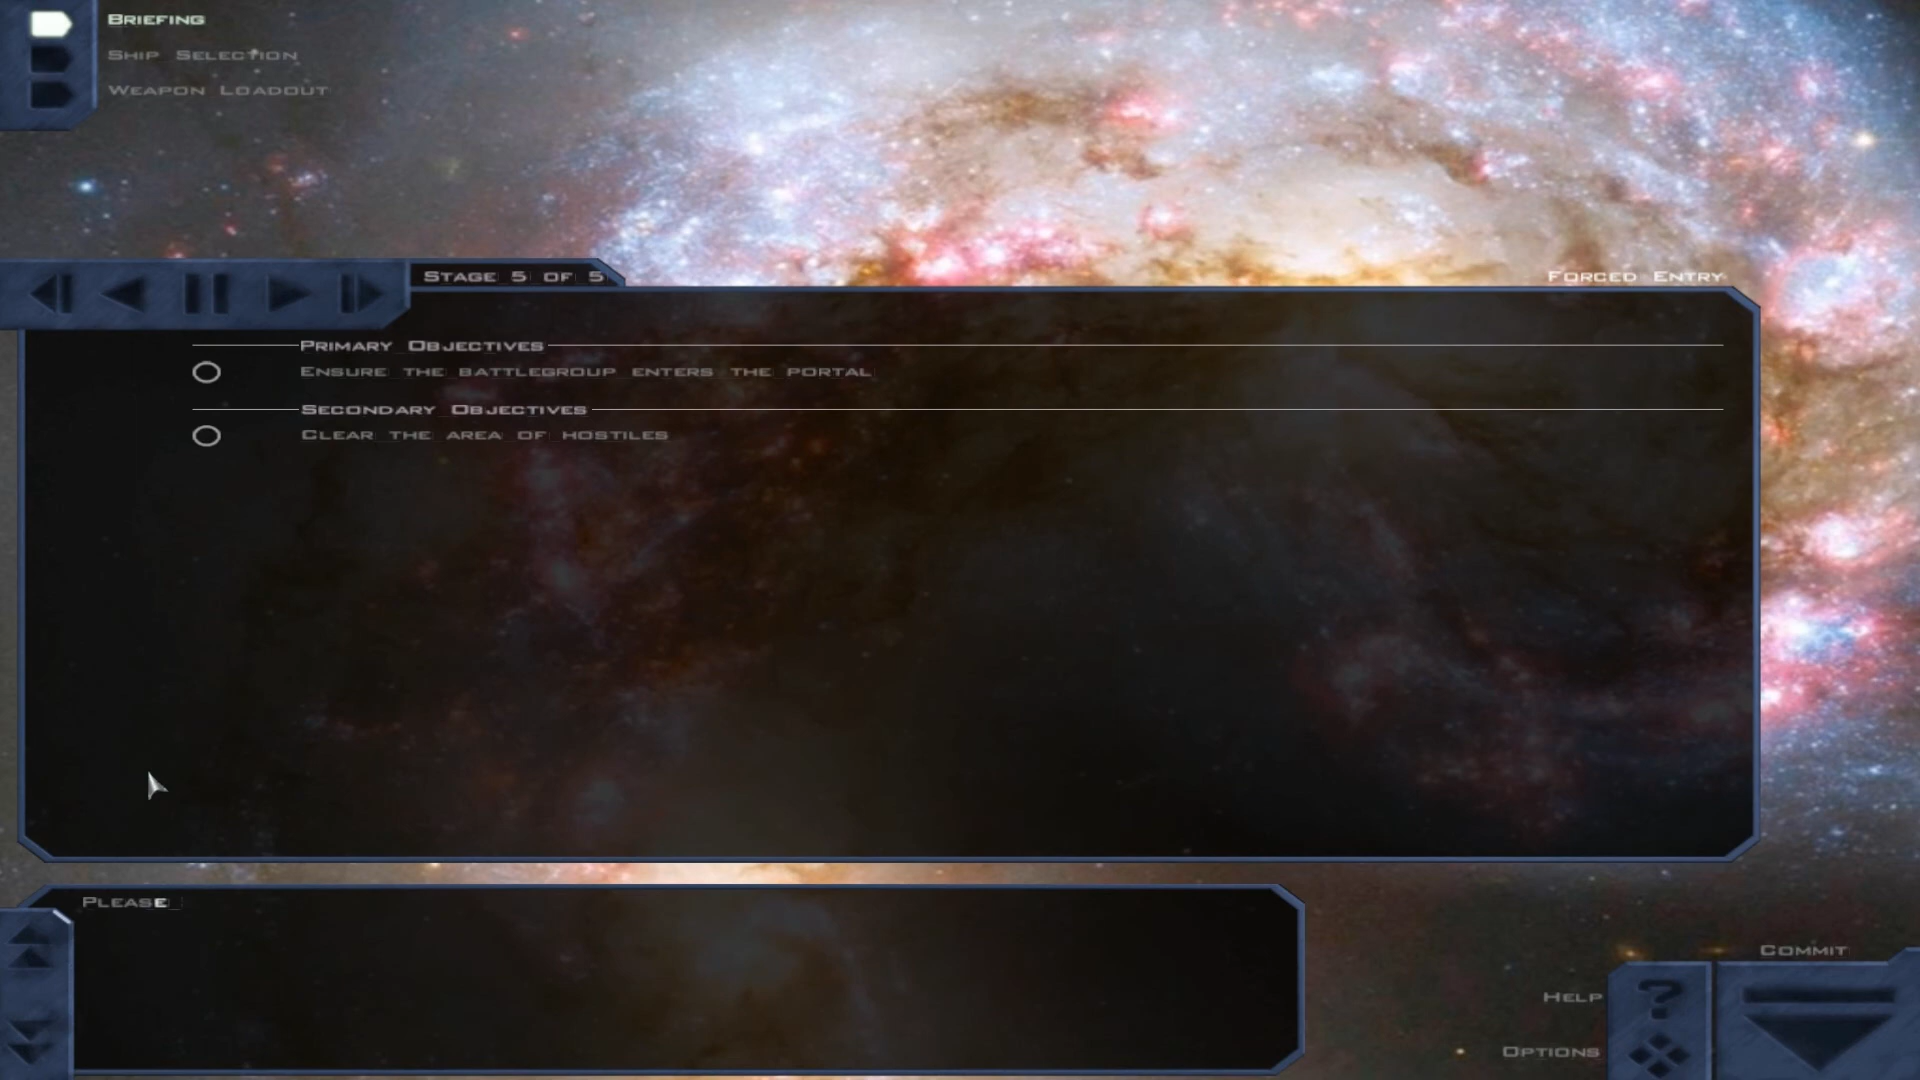 Briefing
Ship Selection
Weapon Loadout
Stage 5 of 5
Forced Entry
Primary Objectives
Ensure the battlegroup enters the portal
Secondary Objectives
Clear the area of hostiles
Please
Commit
Help
?
Options